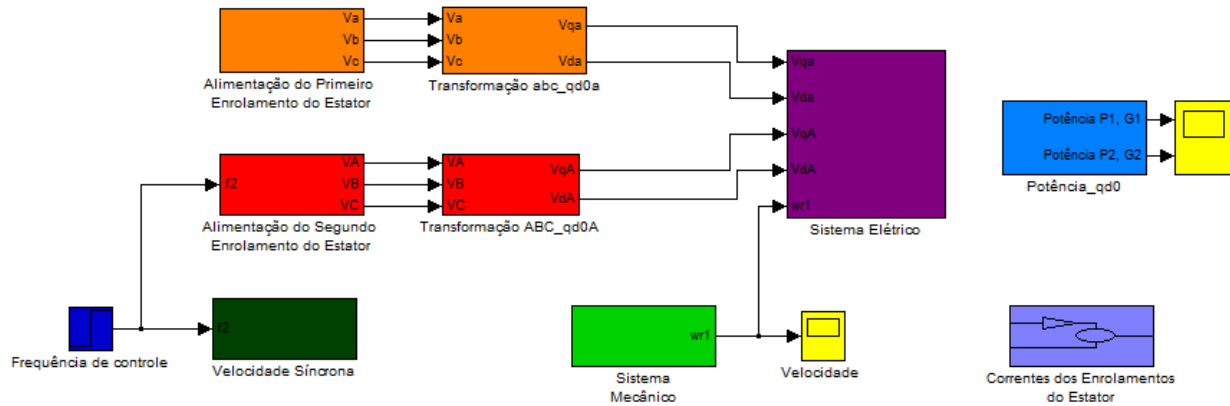 Va
Vb
Vc
Alimentação do Primeiro
Enrolamento do Estator
Va
Vb
Vc
Vqa
Vda
Transformação abc_qd0a
f2
VA
VB
VC
Alimentação do Segundo
Enrolamento do Estator
VA
VB
VC
VqA
VdA
Transformação ABC_qd0A
Vqa
Vda
VqA
VdA
wr1
Sistema Elétrico
Potência P1, G1
Potência P2, G2
Potência_qd0
Frequência de controle
f2
Velocidade Síncrona
wr1
Sistema
Mecânico
Velocidade
Correntes dos Enrolamentos
do Estator